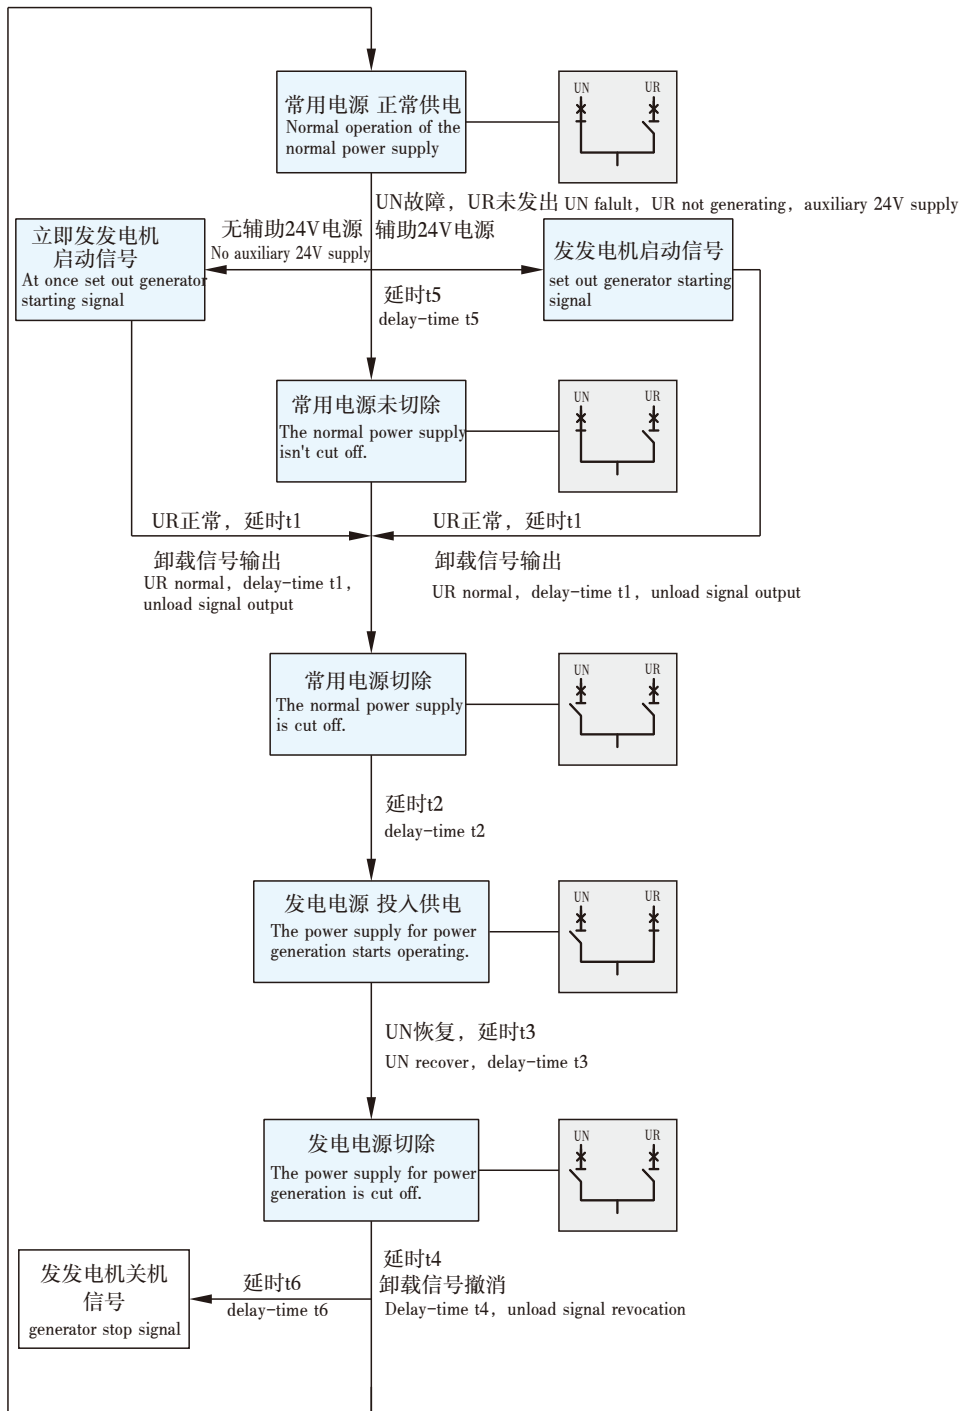 常用电源 正常供电
Normal operation of the
normal power supply
UN
UR
UN故障，UR未发出 UN falult，UR not generating，auxiliary 24V supply
辅助24V电源
无辅助24V电源
No auxiliary 24V supply
立即发发电机
启动信号
At once set out generator
starting signal
发发电机启动信号
set out generator starting
signal
延时t5
delay-time t5
常用电源未切除
The normal power supply
isn't cut off.
UN
UR
UR正常，延时t1
卸载信号输出
UR normal，delay-time t1，
unload signal output
UR正常，延时t1
卸载信号输出
UR normal，delay-time t1，unload signal output
常用电源切除
The normal power supply
is cut off.
UN
UR
延时t2
delay-time t2
发电电源 投入供电
The power supply for power
generation starts operating.
UN
UR
UN恢复，延时t3
UN recover，delay-time t3
发电电源切除
The power supply for power
generation is cut off.
UN
UR
延时t4
卸载信号撤消
Delay-time t4，unload signal revocation
延时t6
delay-time t6
发发电机关机
信号
generator stop signal